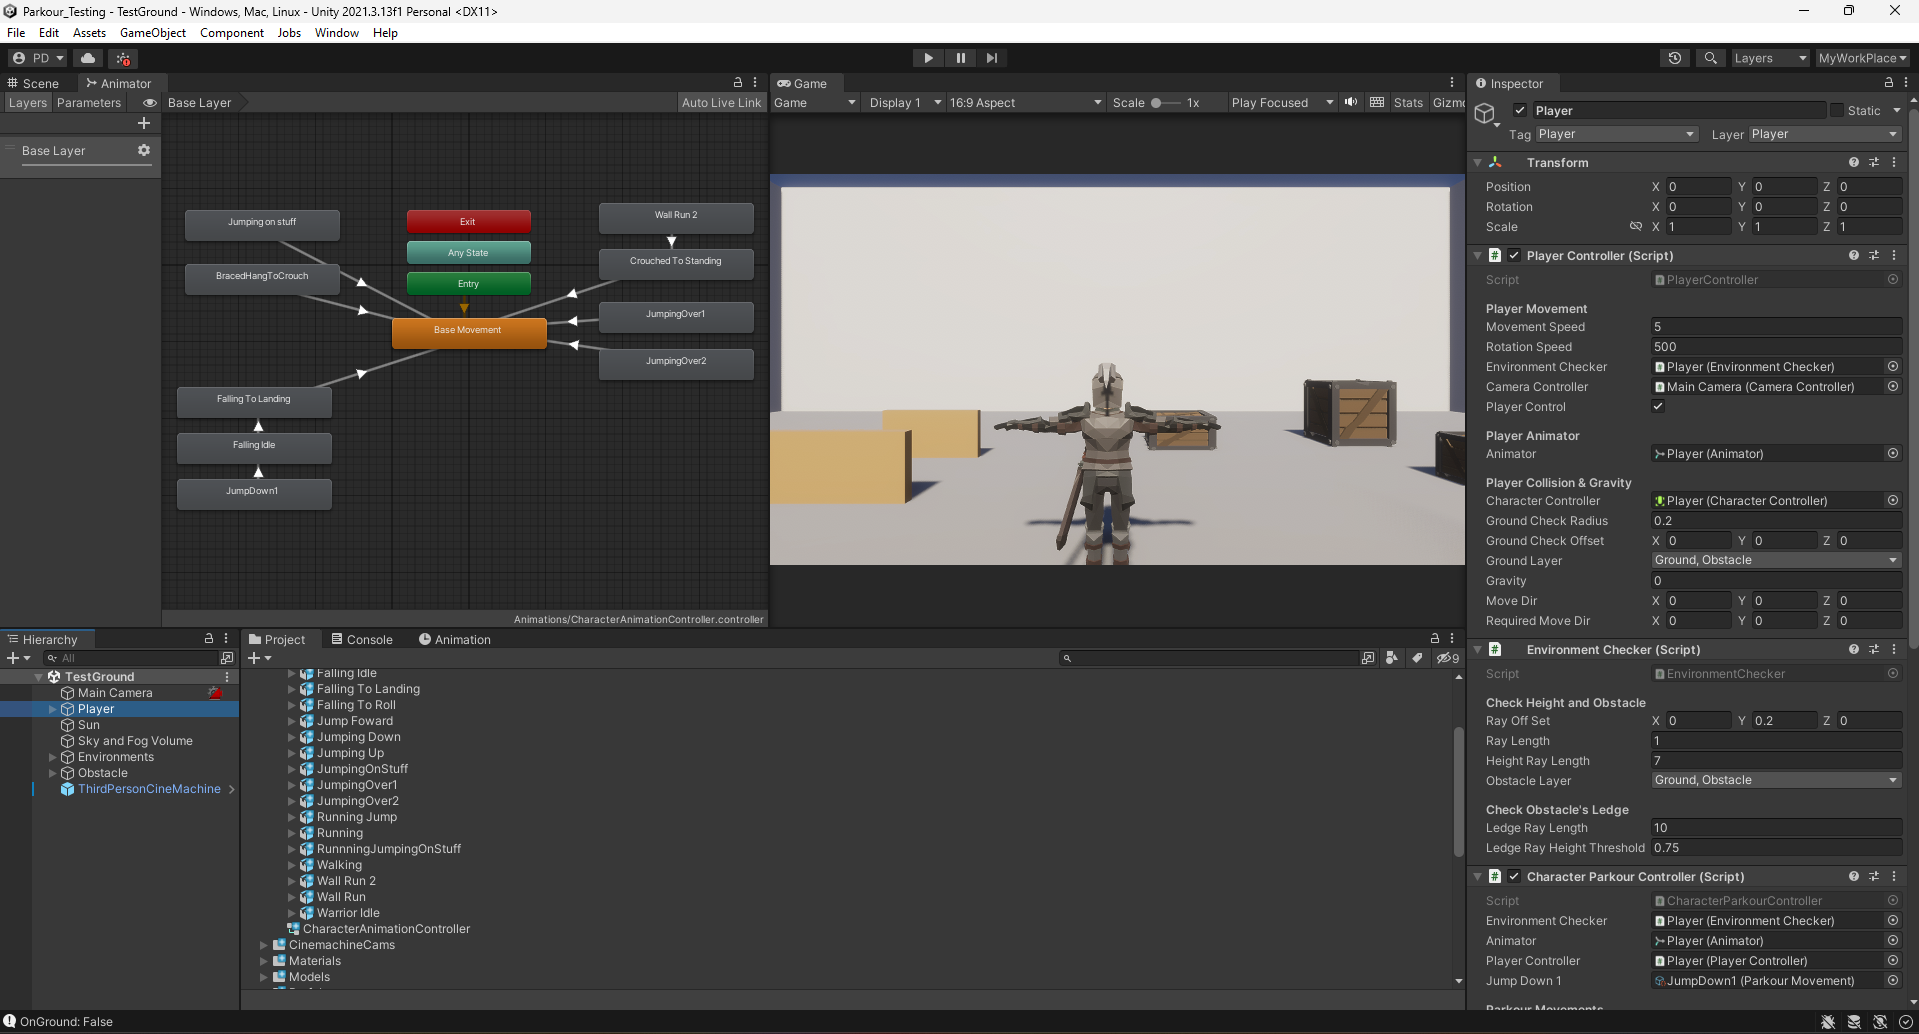 Parkour_Testing - TestGround - Windows, Mac, Linux - Unity 2021.3.13f1 Personal <DX11>
File Edit Assets GameObject Component Jobs Window Help
PD Layers MyWorkPlace
Scene Animator
Layers Parameters Base Layer Auto Live Link
Base Layer
Jumping on stuff
BracedHangToCrouch
Exit
Any State
Entry
Base Movement
Wall Run 2
Crouched To Standing
JumpingOver1
JumpingOver2
Falling To Landing
Falling Idle
JumpDown1
Animations/CharacterAnimationController.controller
Game
Game Display 1 16:9 Aspect Scale 1x Play Focused Stats Gizmo
Hierarchy
All
TestGround
Main Camera
Player
Sun
Sky and Fog Volume
Environments
Obstacle
ThirdPersonCineMachine
Project Console Animation
9
Falling Idle
Falling To Landing
Falling To Roll
Jump Foward
Jumping Down
Jumping Up
JumpingOnStuff
JumpingOver1
JumpingOver2
Running Jump
Running
RunnningJumpingOnStuff
Walking
Wall Run 2
Wall Run
Warrior Idle
CharacterAnimationController
CinemachineCams
Materials
Models
Inspector
Player Static
Tag Player Layer Player
Transform
Position X 0 Y 0 Z 0
Rotation X 0 Y 0 Z 0
Scale X 1 Y 1 Z 1
Player Controller (Script)
Script PlayerController
Player Movement
Movement Speed 5
Rotation Speed 500
Environment Checker Player (Environment Checker)
Camera Controller Main Camera (Camera Controller)
Player Control
Player Animator
Animator Player (Animator)
Player Collision & Gravity
Character Controller Player (Character Controller)
Ground Check Radius 0.2
Ground Check Offset X 0 Y 0 Z 0
Ground Layer Ground, Obstacle
Gravity 0
Move Dir X 0 Y 0 Z 0
Required Move Dir X 0 Y 0 Z 0
Environment Checker (Script)
Script EnvironmentChecker
Check Height and Obstacle
Ray Off Set X 0 Y 0.2 Z 0
Ray Length 1
Height Ray Length 7
Obstacle Layer Ground, Obstacle
Check Obstacle's Ledge
Ledge Ray Length 10
Ledge Ray Height Threshold 0.75
Character Parkour Controller (Script)
Script CharacterParkourController
Environment Checker Player (Environment Checker)
Animator Player (Animator)
Player Controller Player (Player Controller)
Jump Down 1 JumpDown1 (Parkour Movement)
Parkour Movements
OnGround: False